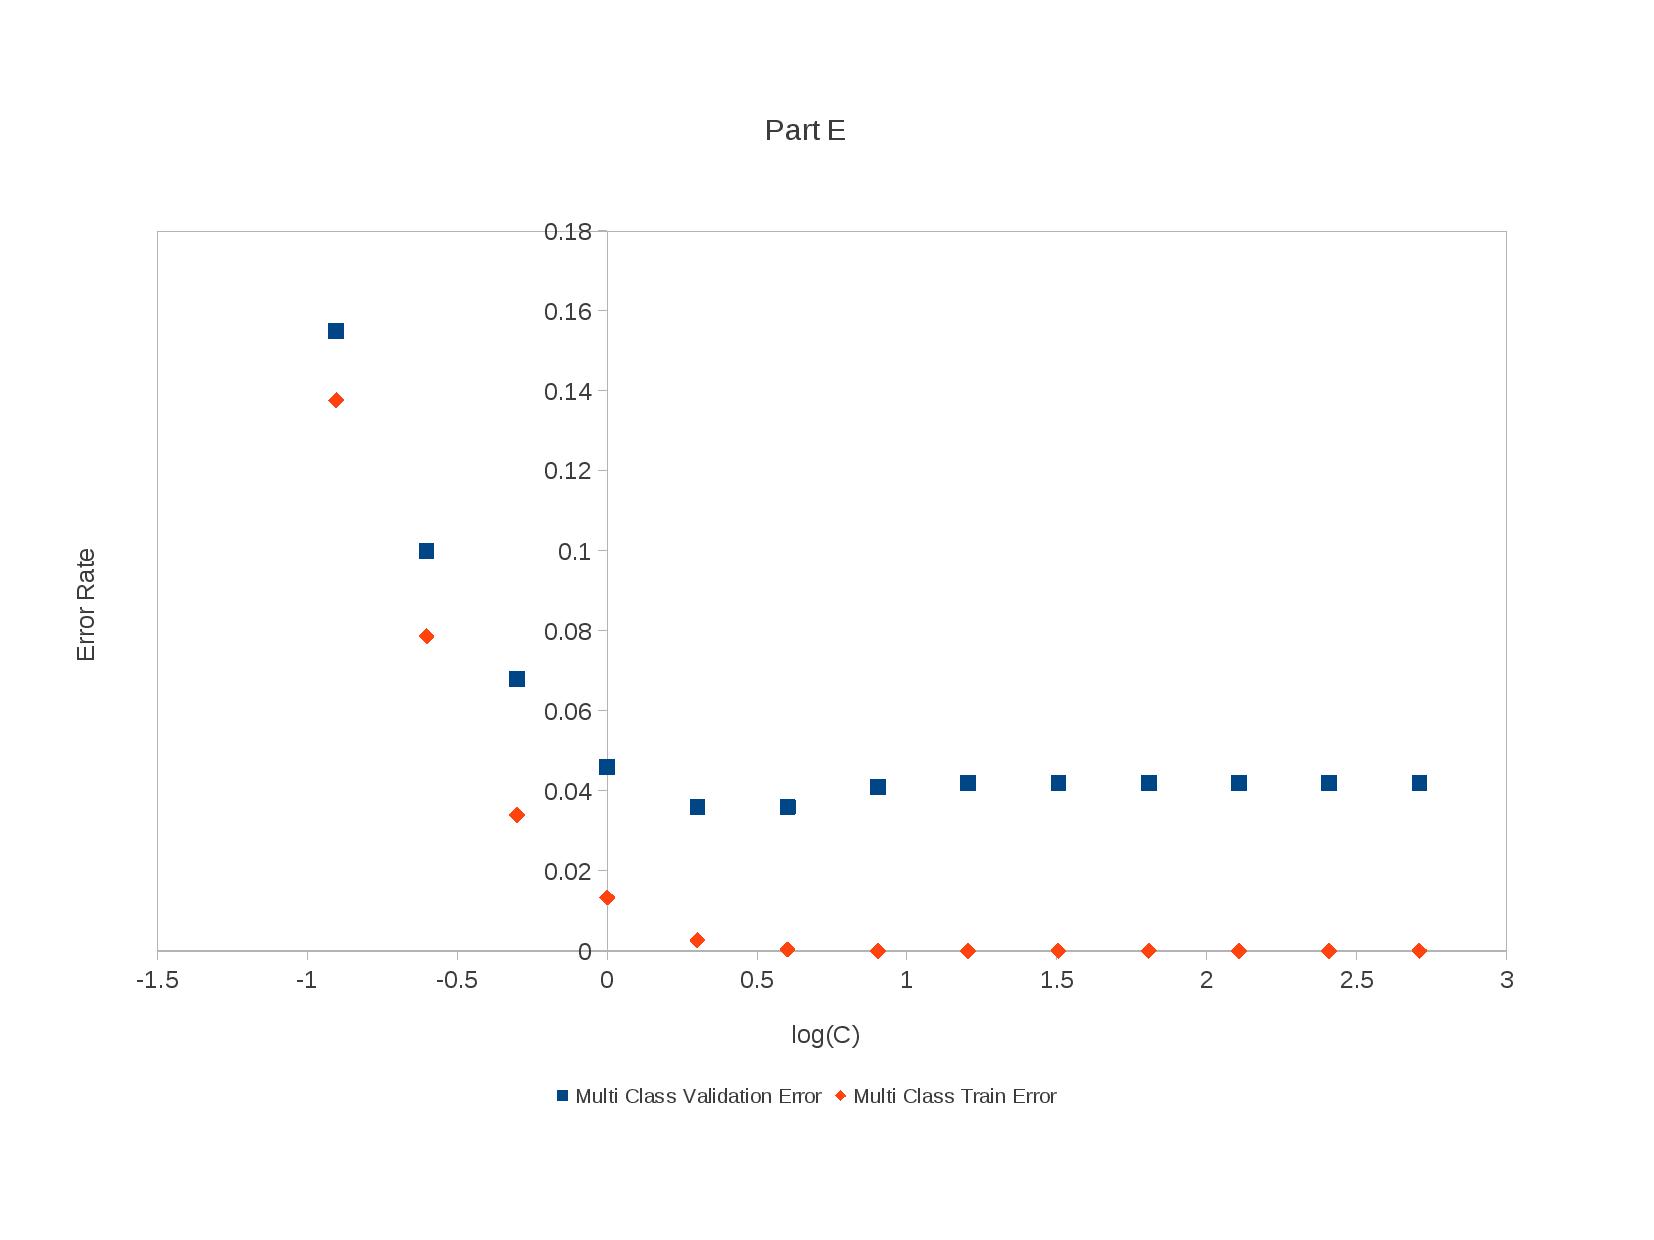 Part E
0.18
0.16
0.14
0.12
0.1
0.08
0.06
0.04
0.02
0
Error Rate
-1.5 -1 -0.5 0 0.5 1 1.5 2 2.5 3
log(C)
Multi Class Validation Error Multi Class Train Error